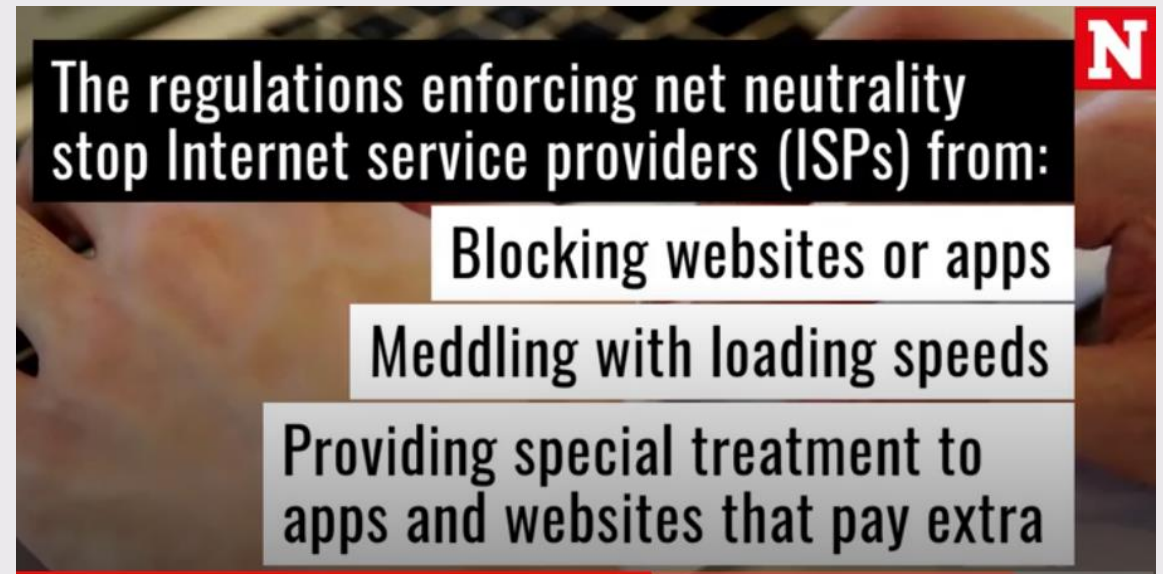 N
The regulations enforcing net neutrality
stop Internet service providers (ISPs) from:
Blocking websites or apps
Meddling with loading speeds
Providing special treatment to
apps and websites that pay extra